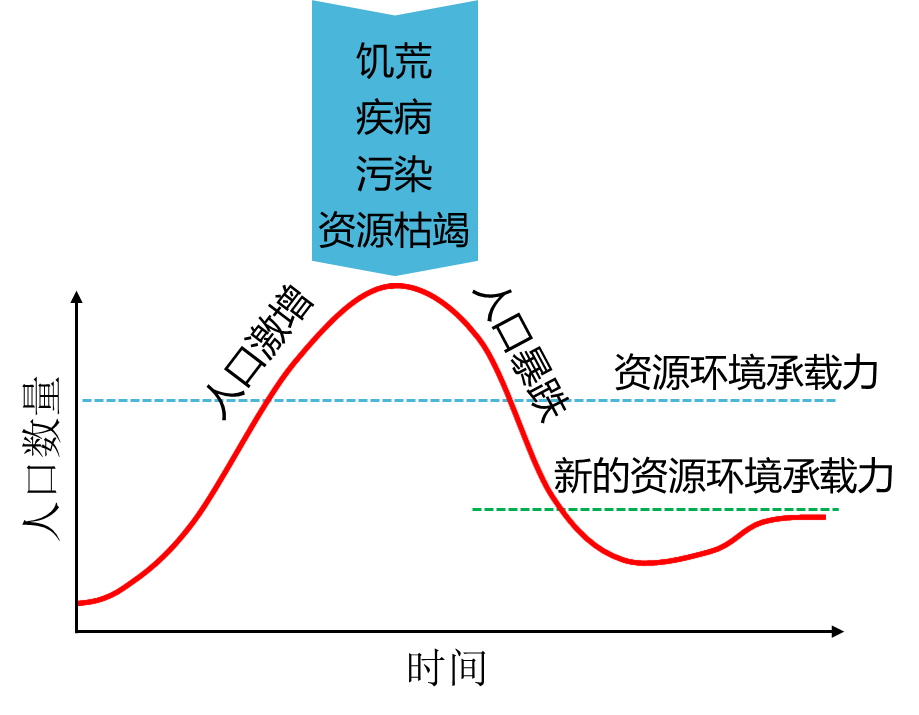 饥荒
疾病
污染
资源枯竭
人口激增
人口暴跌
资源环境承载力
新的资源环境承载力
人口数量
时间